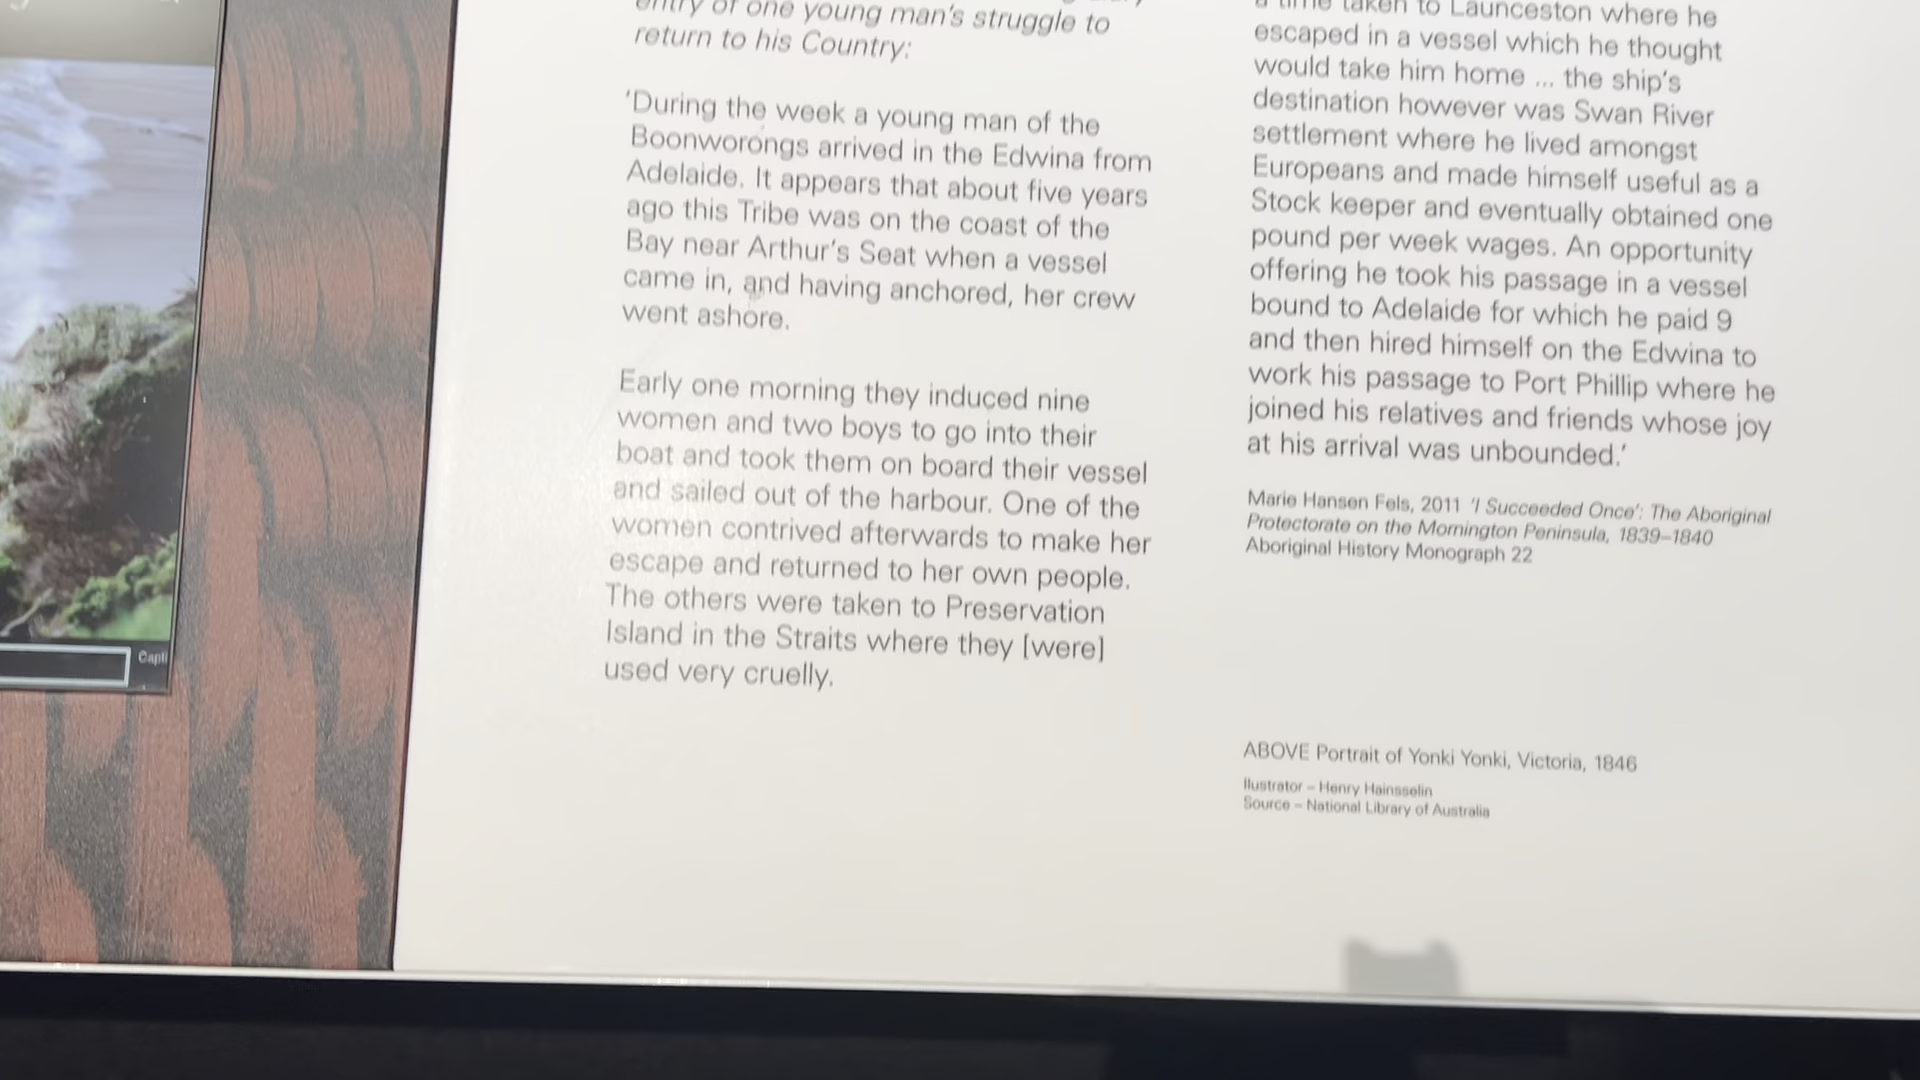 entry of one young man's struggle to
return to his Country:
'During the week a young man of the
Boonworongs arrived in the Edwina from
Adelaide. It appears that about five years
ago this Tribe was on the coast of the
Bay near Arthur's Seat when a vessel
came in, and having anchored, her crew
went ashore.
Early one morning they induced nine
women and two boys to go into their
boat and took them on board their vessel
and sailed out of the harbour. One of the
women contrived afterwards to make her
escape and returned to her own people.
The others were taken to Preservation
Island in the Straits where they [were]
used very cruelly.
a time taken to Launceston where he
escaped in a vessel which he thought
would take him home ... the ship's
destination however was Swan River
settlement where he lived amongst
Europeans and made himself useful as a
Stock keeper and eventually obtained one
pound per week wages. An opportunity
offering he took his passage in a vessel
bound to Adelaide for which he paid 9
and then hired himself on the Edwina to
work his passage to Port Phillip where he
joined his relatives and friends whose joy
at his arrival was unbounded.'
Marie Hansen Fels, 2011 'I Succeeded Once': The Aboriginal
Protectorate on the Mornington Peninsula, 1839–1840
Aboriginal History Monograph 22
ABOVE Portrait of Yonki Yonki, Victoria, 1846
Ilustrator – Henry Hainsselin
Source – National Library of Australia